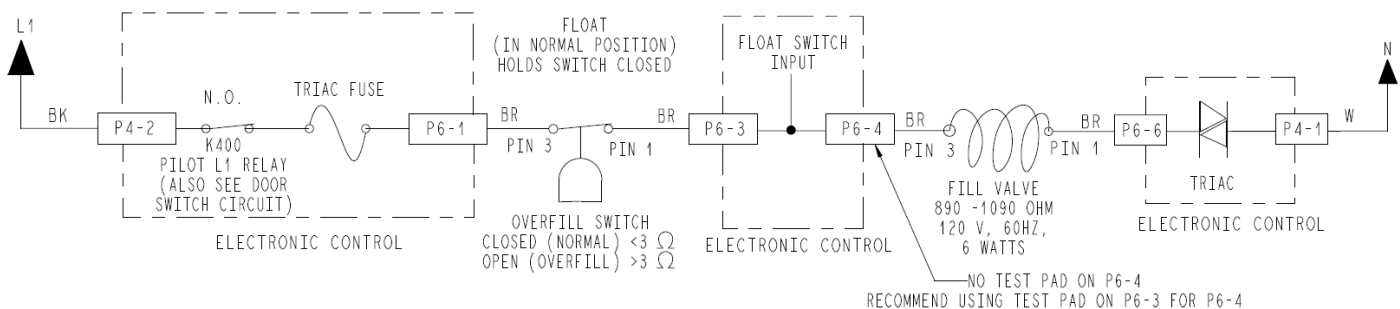 L1
BK
P4-2
N.O.
K400
PILOT L1 RELAY
(ALSO SEE DOOR
SWITCH CIRCUIT)
TRIAC FUSE
P6-1
ELECTRONIC CONTROL
BR
PIN 3
FLOAT
(IN NORMAL POSITION)
HOLDS SWITCH CLOSED
BR
PIN 1
OVERFILL SWITCH
CLOSED (NORMAL) <3 Ω
OPEN (OVERFILL) >3 Ω
P6-3
FLOAT SWITCH
INPUT
P6-4
ELECTRONIC CONTROL
BR
PIN 3
FILL VALVE
890 -1090 OHM
120 V, 60HZ,
6 WATTS
BR
PIN 1
P6-6
TRIAC
P4-1
ELECTRONIC CONTROL
W
N
NO TEST PAD ON P6-4
RECOMMEND USING TEST PAD ON P6-3 FOR P6-4